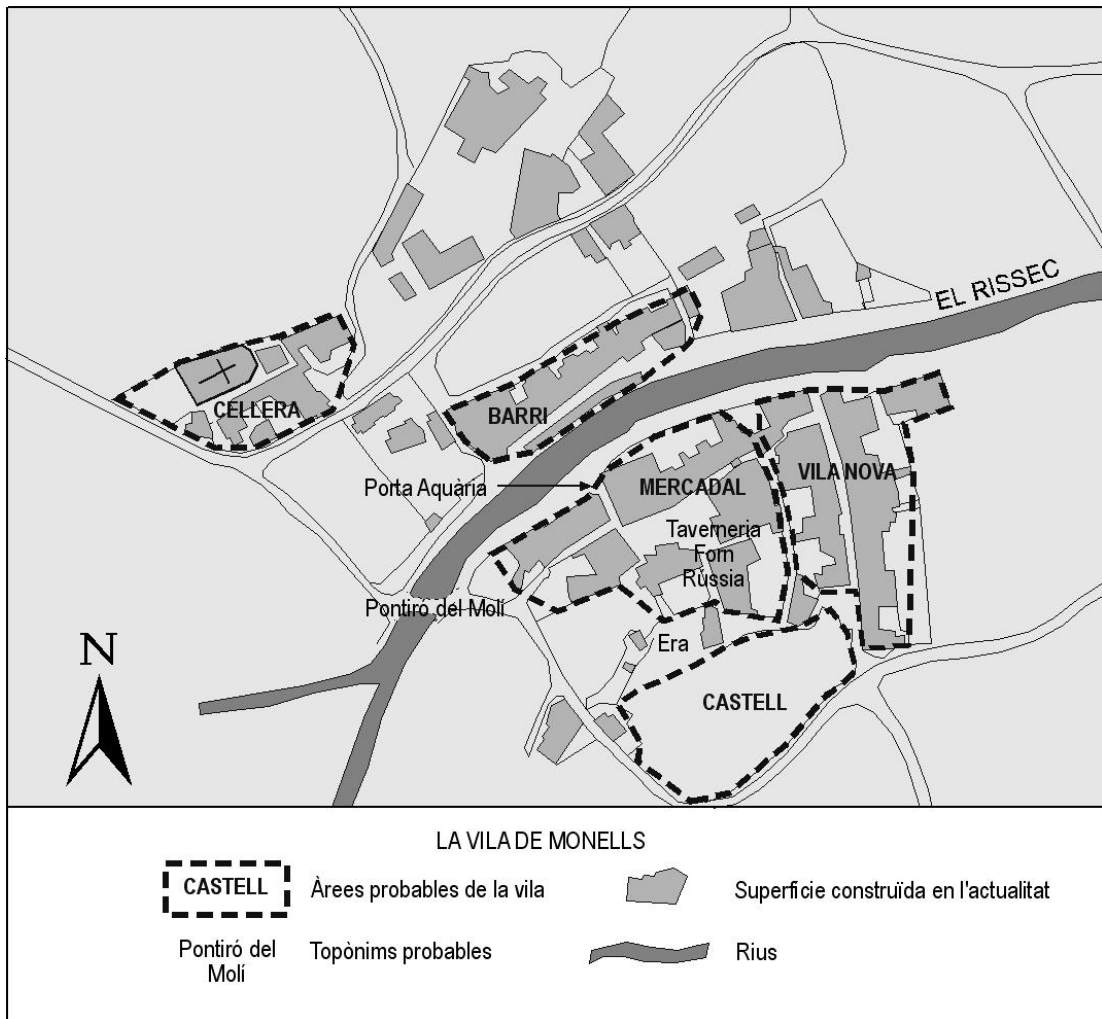 EL RISSEC
CELLERA
BARRI
Porta Aquària
MERCADAL
VILA NOVA
Taverneria
Forn
Rússia
Pontiró del Molí
Era
N
CASTELL
LA VILA DE MONELLS
CASTELL
Àrees probables de la vila
Superfície construïda en l'actualitat
Pontiró del
Molí
Topònims probables
Rius